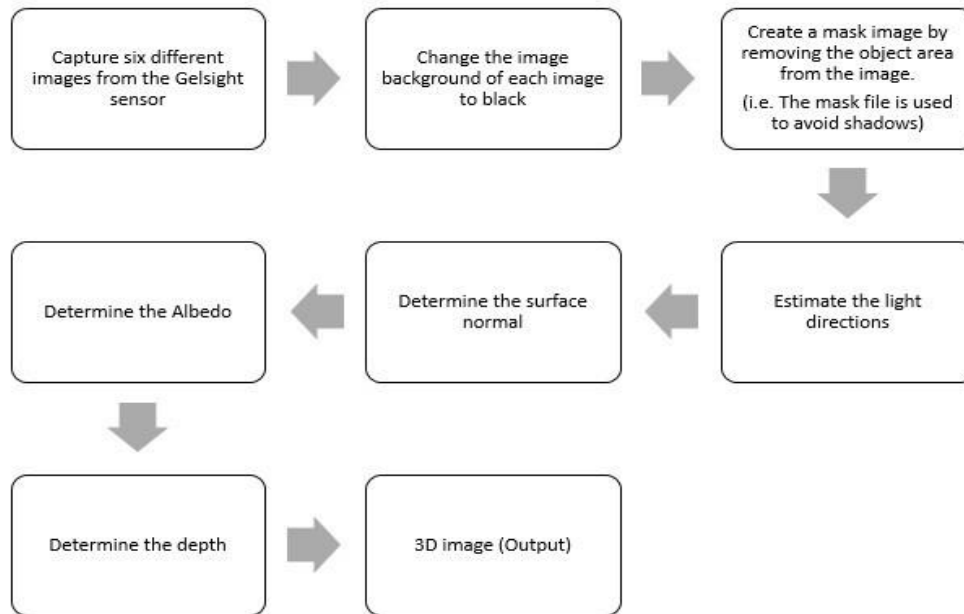 Capture six different
images from the Gelsight
sensor
Change the image
background of each image
to black
Create a mask image by
removing the object area
from the image.
(i.e. The mask file is used
to avoid shadows)
Estimate the light
directions
Determine the surface
normal
Determine the Albedo
Determine the depth
3D image (Output)